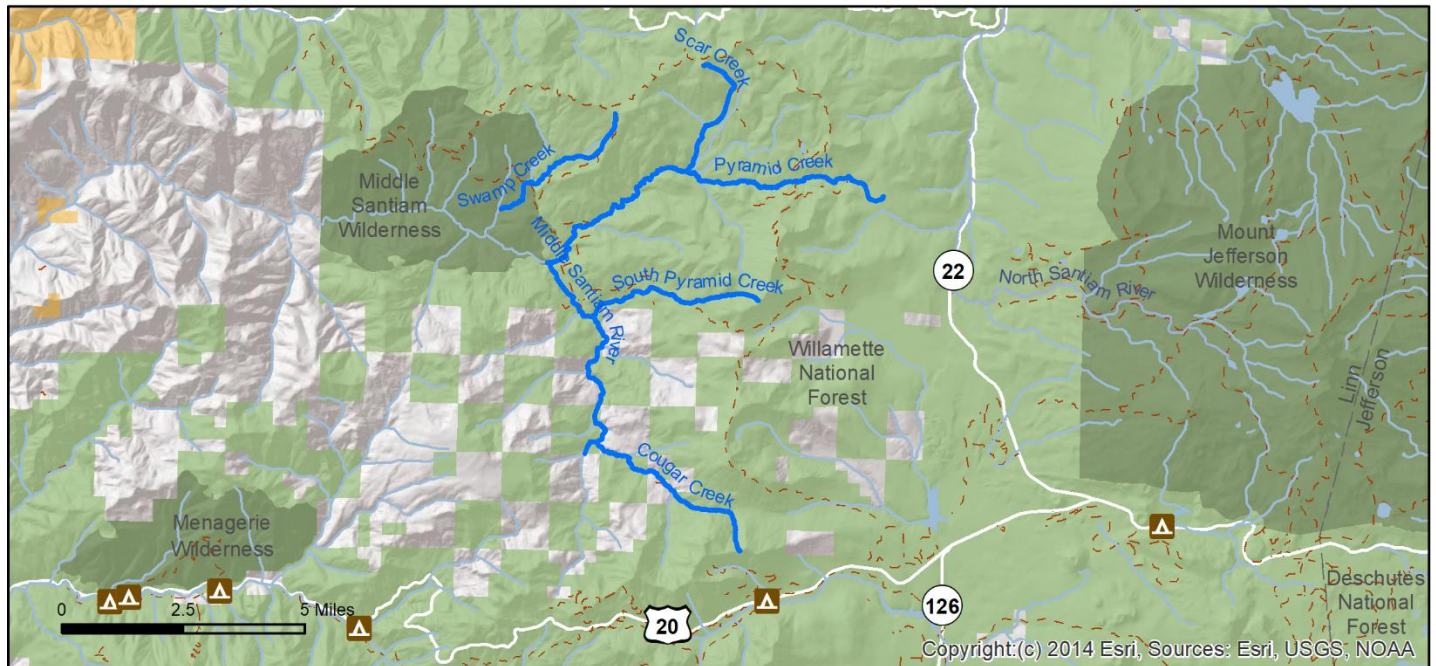 Scar Creek
Pyramid Creek
Swamp Creek
Middle
Santiam
Wilderness
Middle Santiam River
South Pyramid Creek
22
North Santiam River
Mount
Jefferson
Wilderness
Willamette
National
Forest
Linn
Jefferson
Cougar Creek
Menagerie
Wilderness
0
2.5
5 Miles
20
126
Deschutes
National
Forest
Copyright:(c) 2014 Esri, Sources: Esri, USGS, NOAA